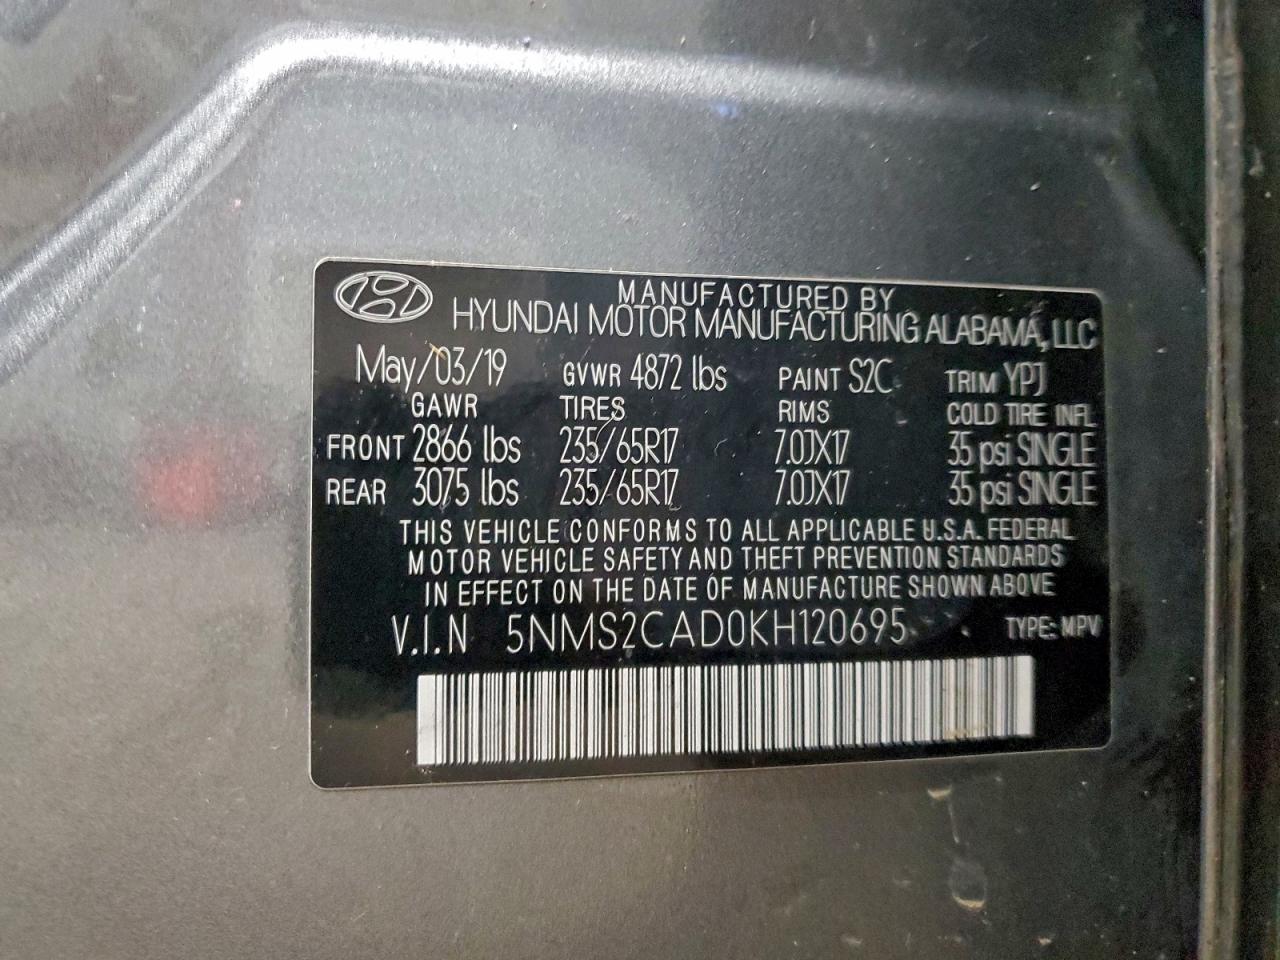 MANUFACTURED BY
HYUNDAI MOTOR MANUFACTURING ALABAMA, LLC
May/03/19 GVWR 4872 lbs PAINT S2C TRIM YPJ
GAWR TIRES RIMS COLD TIRE INFL
FRONT 2866 lbs 235/65R17 7.0JX17 35 psi SINGLE
REAR 3075 lbs 235/65R17 7.0JX17 35 psi SINGLE
THIS VEHICLE CONFORMS TO ALL APPLICABLE U.S.A. FEDERAL
MOTOR VEHICLE SAFETY AND THEFT PREVENTION STANDARDS
IN EFFECT ON THE DATE OF MANUFACTURE SHOWN ABOVE
V.I.N 5NMS2CAD0KH120695 TYPE: MPV